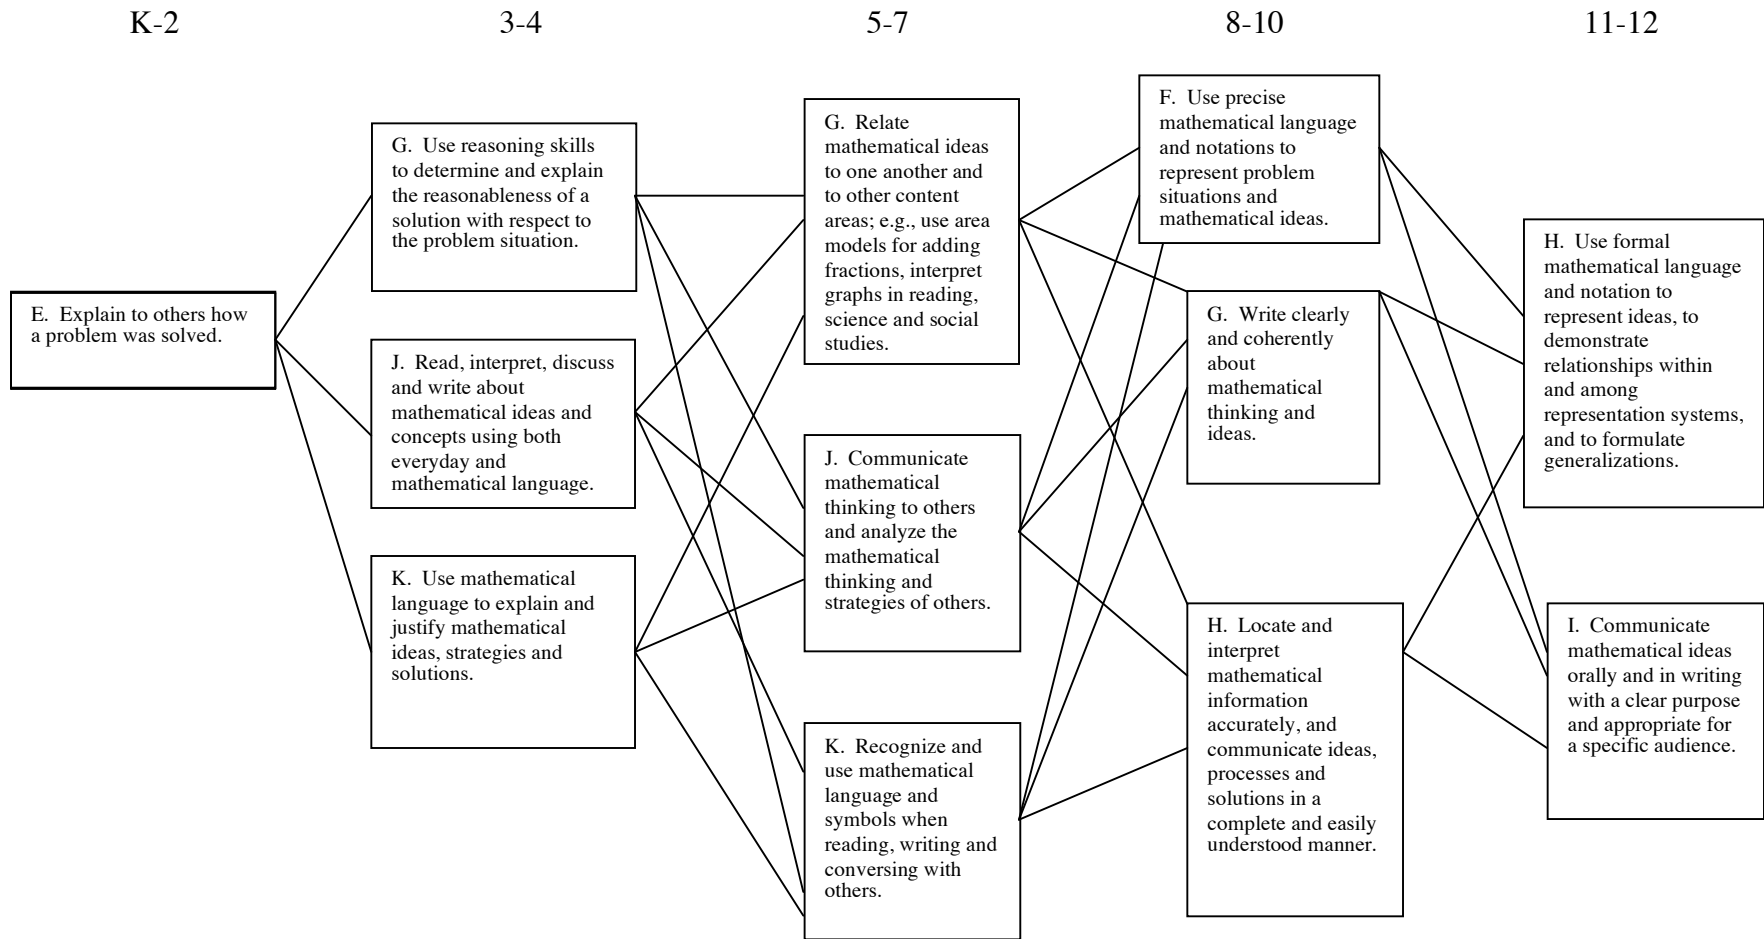 K-2
3-4
5-7
8-10
11-12
E. Explain to others how
a problem was solved.
G. Use reasoning skills
to determine and explain
the reasonableness of a
solution with respect to
the problem situation.
J. Read, interpret, discuss
and write about
mathematical ideas and
concepts using both
everyday and
mathematical language.
K. Use mathematical
language to explain and
justify mathematical
ideas, strategies and
solutions.
G. Relate
mathematical ideas
to one another and
to other content
areas; e.g., use area
models for adding
fractions, interpret
graphs in reading,
science and social
studies.
J. Communicate
mathematical
thinking to others
and analyze the
mathematical
thinking and
strategies of others.
K. Recognize and
use mathematical
language and
symbols when
reading, writing and
conversing with
others.
F. Use precise
mathematical language
and notations to
represent problem
situations and
mathematical ideas.
G. Write clearly
and coherently
about
mathematical
thinking and
ideas.
H. Locate and
interpret
mathematical
information
accurately, and
communicate ideas,
processes and
solutions in a
complete and easily
understood manner.
H. Use formal
mathematical language
and notation to
represent ideas, to
demonstrate
relationships within
and among
representation systems,
and to formulate
generalizations.
I. Communicate
mathematical ideas
orally and in writing
with a clear purpose
and appropriate for
a specific audience.